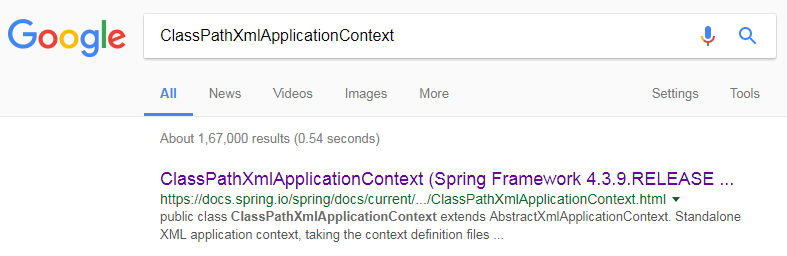 Google ClassPathXmlApplicationContext
All News Videos Images More Settings Tools
About 1,67,000 results (0.54 seconds)
ClassPathXmlApplicationContext (Spring Framework 4.3.9.RELEASE ...
https://docs.spring.io/spring/docs/current/.../ClassPathXmlApplicationContext.html
public class ClassPathXmlApplicationContext extends AbstractXmlApplicationContext. Standalone
XML application context, taking the context definition files ...